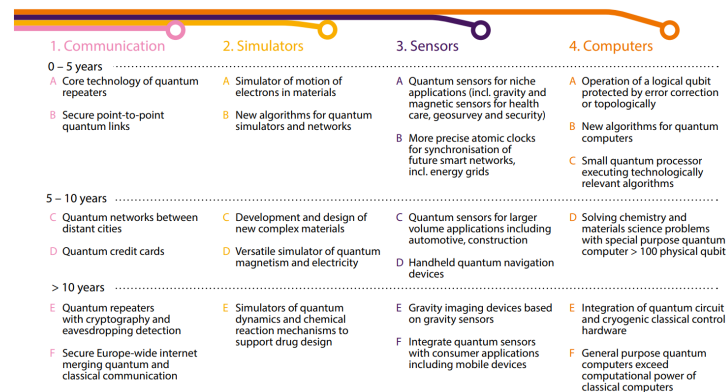 1. Communication
2. Simulators
3. Sensors
4. Computers
0 – 5 years
A Core technology of quantum
repeaters
B Secure point-to-point
quantum links
A Simulator of motion of
electrons in materials
B New algorithms for quantum
simulators and networks
A Quantum sensors for niche
applications (incl. gravity and
magnetic sensors for health
care, geosurvey and security)
B More precise atomic clocks
for synchronisation of
future smart networks,
incl. energy grids
A Operation of a logical qubit
protected by error correction
or topologically
B New algorithms for quantum
computers
C Small quantum processor
executing technologically
relevant algorithms
5 – 10 years
C Quantum networks between
distant cities
D Quantum credit cards
C Development and design of
new complex materials
D Versatile simulator of quantum
magnetism and electricity
C Quantum sensors for larger
volume applications including
automotive, construction
D Handheld quantum navigation
devices
D Solving chemistry and
materials science problems
with special purpose quantum
computer > 100 physical qubit
> 10 years
E Quantum repeaters
with cryptography and
eavesdropping detection
F Secure Europe-wide internet
merging quantum and
classical communication
E Simulators of quantum
dynamics and chemical
reaction mechanisms to
support drug design
E Gravity imaging devices based
on gravity sensors
F Integrate quantum sensors
with consumer applications
including mobile devices
E Integration of quantum circuit
and cryogenic classical control
hardware
F General purpose quantum
computers exceed
computational power of
classical computers